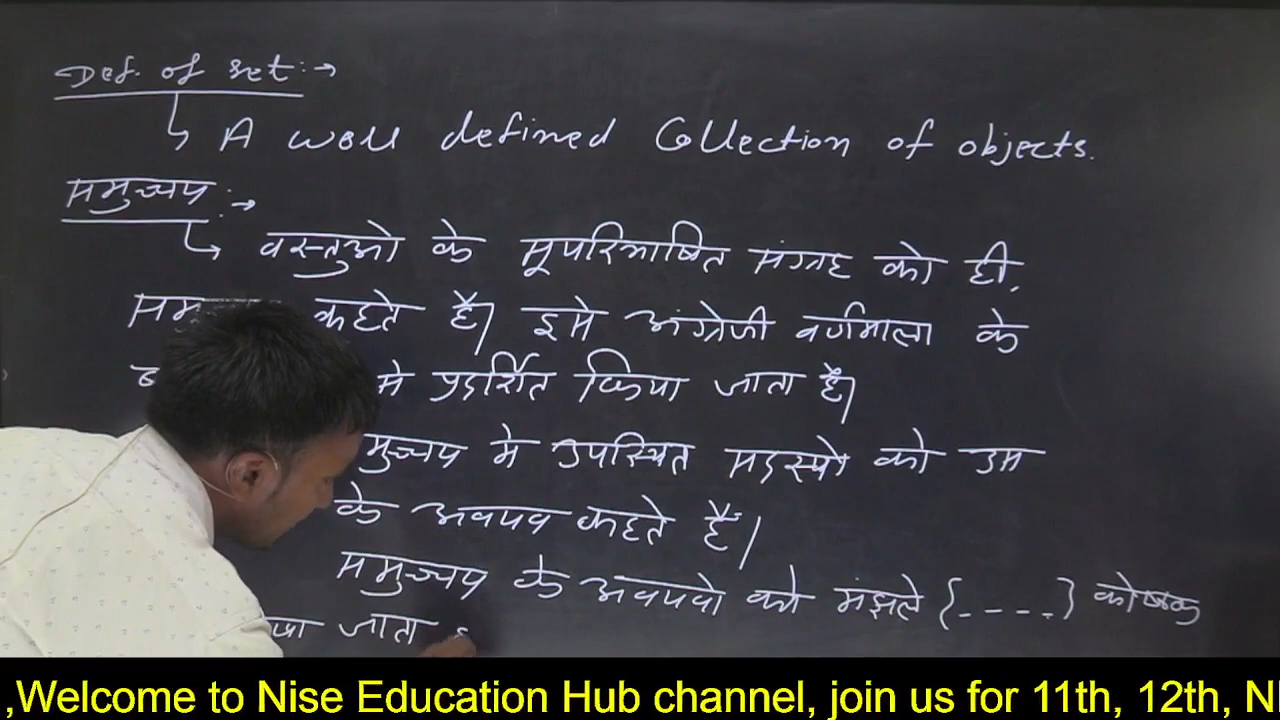 Def. of set:→
A well defined Collection of objects.
समुच्चय :→
वस्तुओ के सूपरिभाषित संग्रह को ही,
कहते है। इसे अंग्रेजी वर्णमाला के
से प्रदर्शित किया जाता है।
मुच्चय मे उपस्थित सदस्यो को उस
के अवयव कहते है।
समुच्चय के अवयवो को मंझले {- - - -} कोष्ठक
जाता
,Welcome to Nise Education Hub channel, join us for 11th, 12th, N